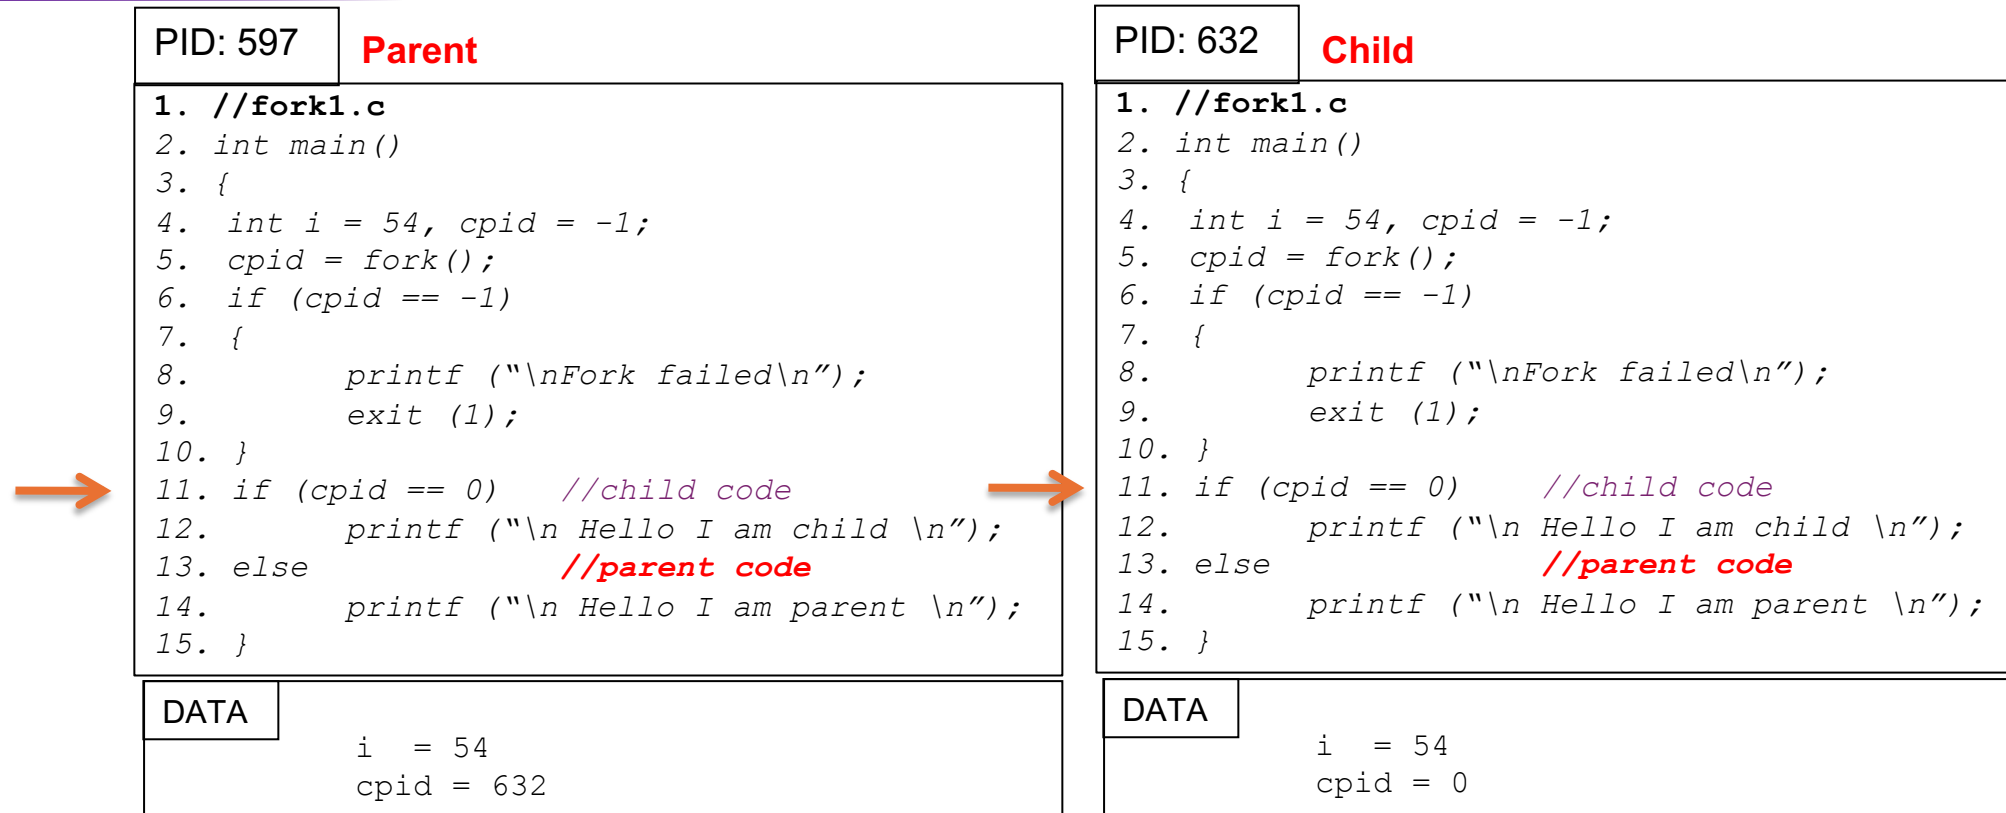 PID: 597
Parent
1. //fork1.c
2. int main()
3. {
4. int i = 54, cpid = -1;
5. cpid = fork();
6. if (cpid == -1)
7. {
8. printf (“\nFork failed\n”);
9. exit (1);
10. }
11. if (cpid == 0) //child code
12. printf (“\n Hello I am child \n”);
13. else //parent code
14. printf (“\n Hello I am parent \n”);
15. }
DATA
i = 54
cpid = 632
PID: 632
Child
1. //fork1.c
2. int main()
3. {
4. int i = 54, cpid = -1;
5. cpid = fork();
6. if (cpid == -1)
7. {
8. printf (“\nFork failed\n”);
9. exit (1);
10. }
11. if (cpid == 0) //child code
12. printf (“\n Hello I am child \n”);
13. else //parent code
14. printf (“\n Hello I am parent \n”);
15. }
DATA
i = 54
cpid = 0